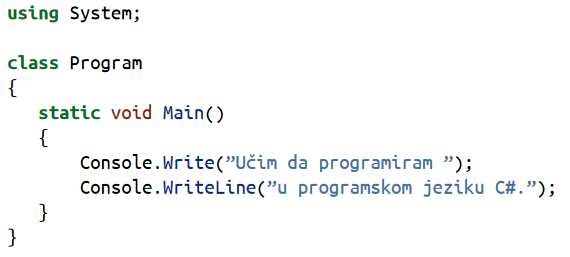 using System;

class Program
{
   static void Main()
   {
       Console.Write(”Učim da programiram ”);
       Console.WriteLine(”u programskom jeziku C#.”);
   }
}